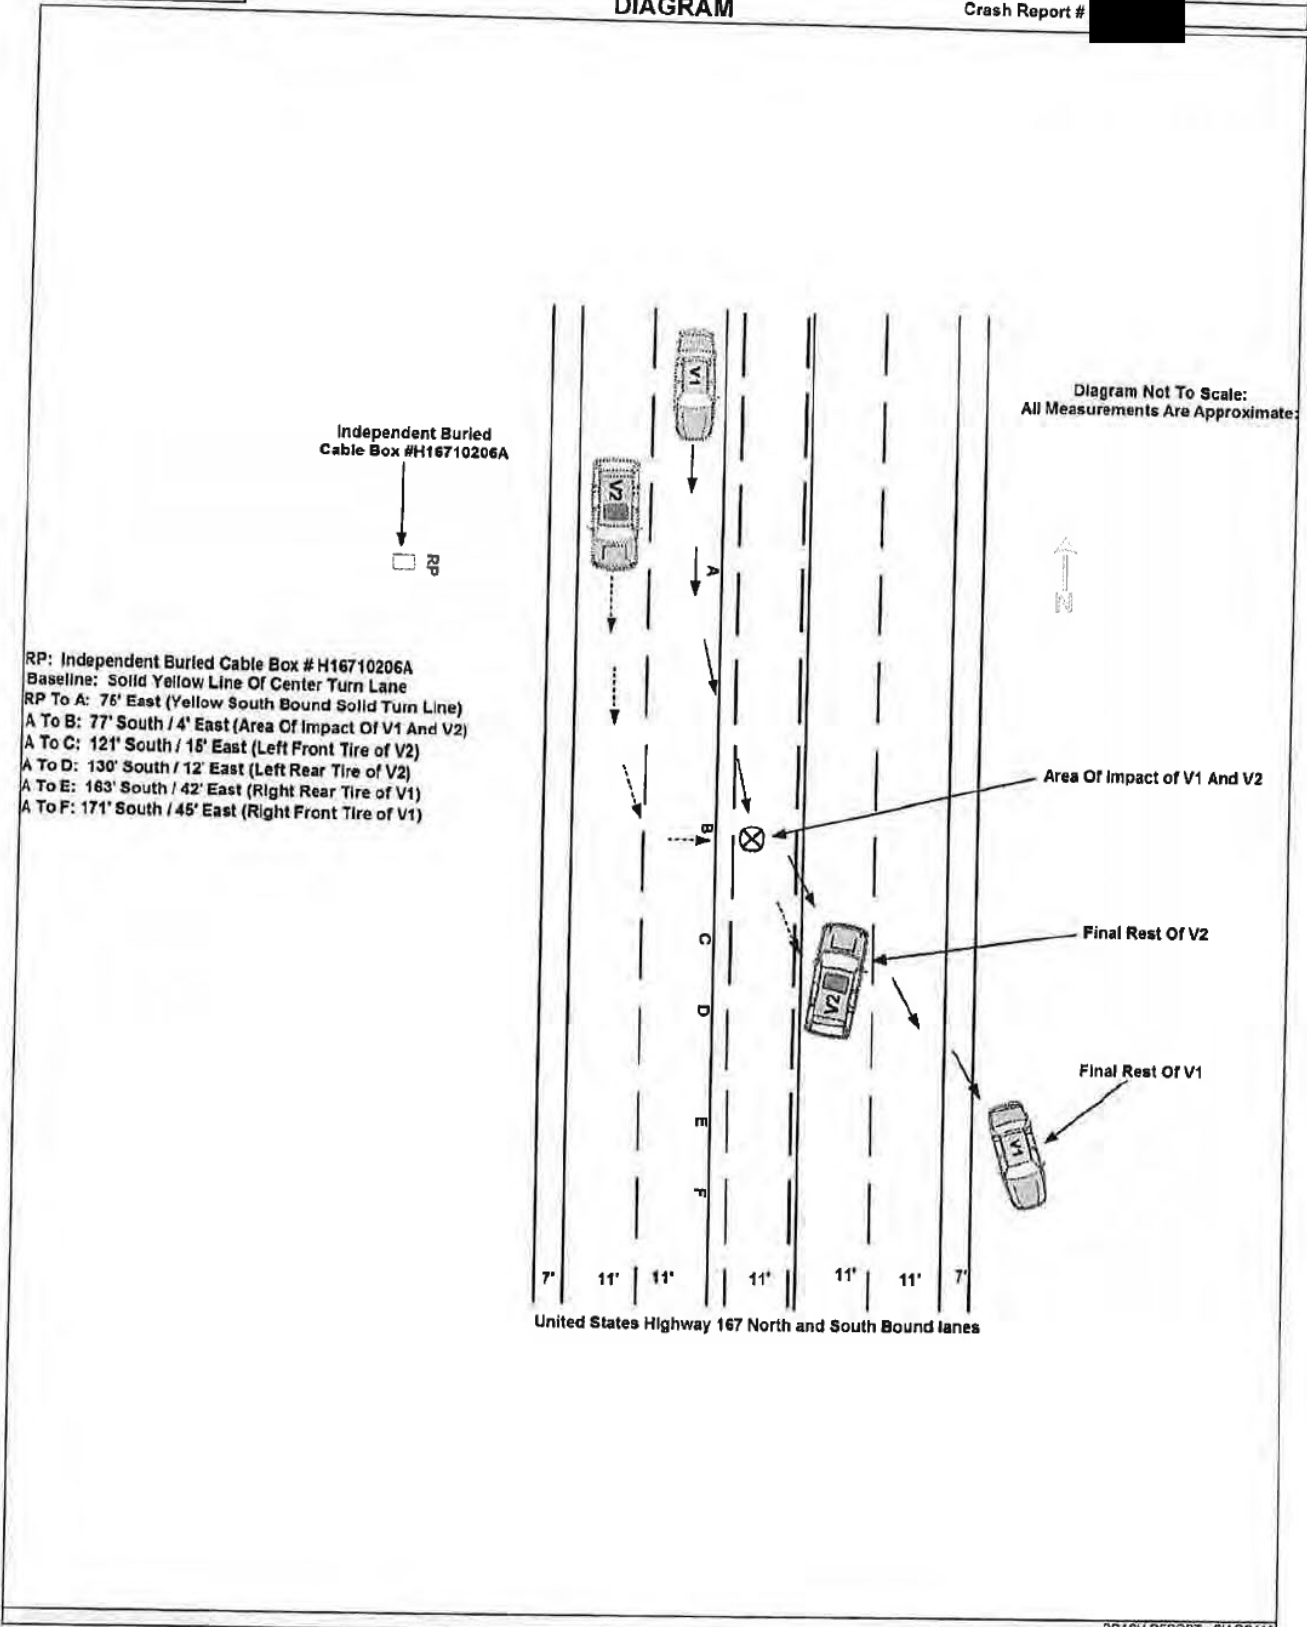 DIAGRAM
Crash Report #
V1
Diagram Not To Scale:
All Measurements Are Approximate:
Independent Buried
Cable Box #H16710206A
V2
RP
A
N
RP: Independent Buried Cable Box # H16710206A
Baseline: Solid Yellow Line Of Center Turn Lane
RP To A: 76' East (Yellow South Bound Solid Turn Line)
A To B: 77' South / 4' East (Area Of Impact Of V1 And V2)
A To C: 121' South / 15' East (Left Front Tire of V2)
A To D: 130' South / 12' East (Left Rear Tire of V2)
A To E: 163' South / 42' East (Right Rear Tire of V1)
A To F: 171' South / 45' East (Right Front Tire of V1)
Area Of Impact of V1 And V2
B
C
Final Rest Of V2
V2
D
Final Rest Of V1
E
V1
F
7' 11' 11' 11' 11' 11' 7'
United States Highway 167 North and South Bound lanes